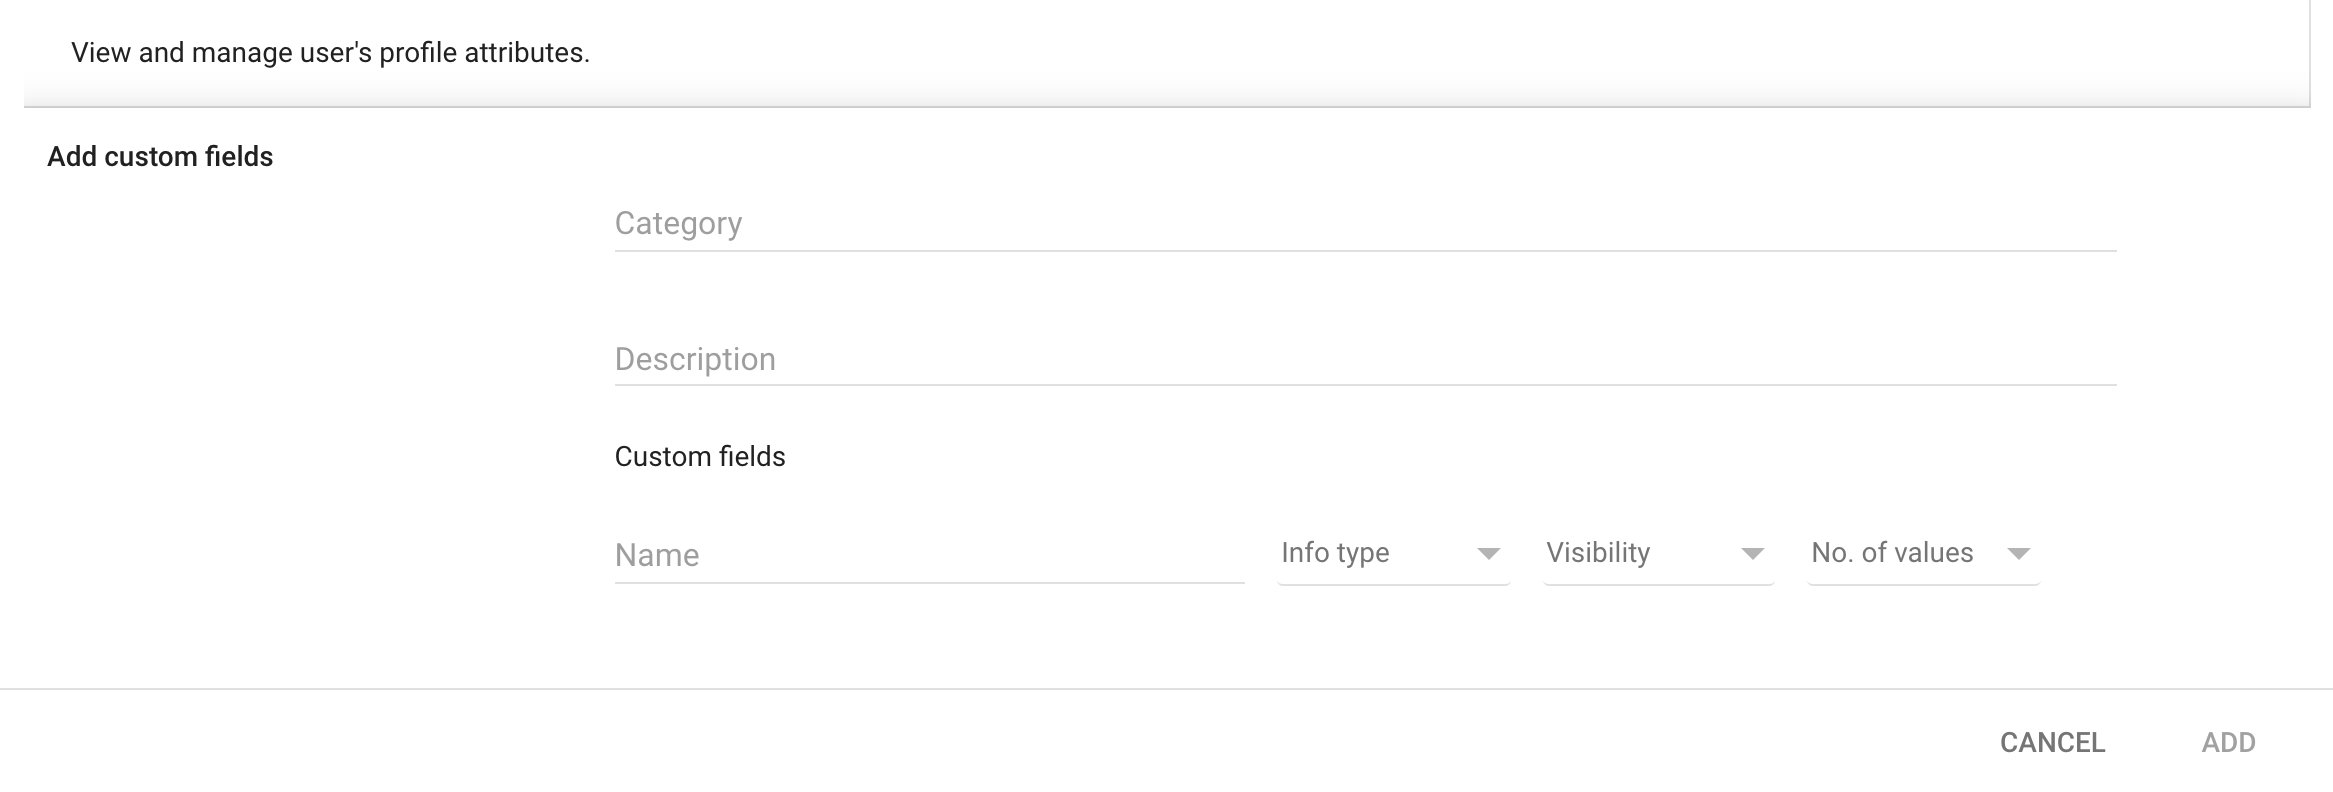 View and manage user's profile attributes.
Add custom fields
Category
Description
Custom fields
Name Info type Visibility No. of values
CANCEL ADD